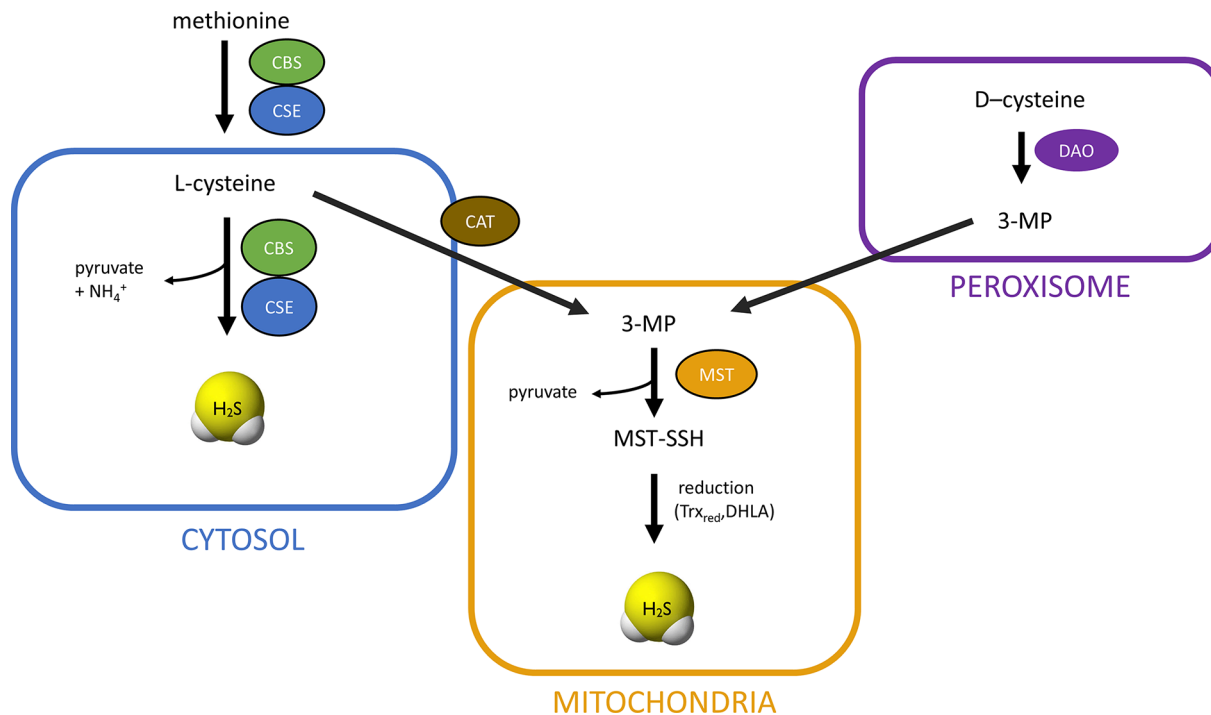 methionine
CBS
CSE
L-cysteine
CBS
CSE
pyruvate
+ NH₄⁺
H₂S
CYTOSOL
CAT
D–cysteine
DAO
3-MP
PEROXISOME
3-MP
MST
pyruvate
MST-SSH
reduction
(Trx_red,DHLA)
H₂S
MITOCHONDRIA